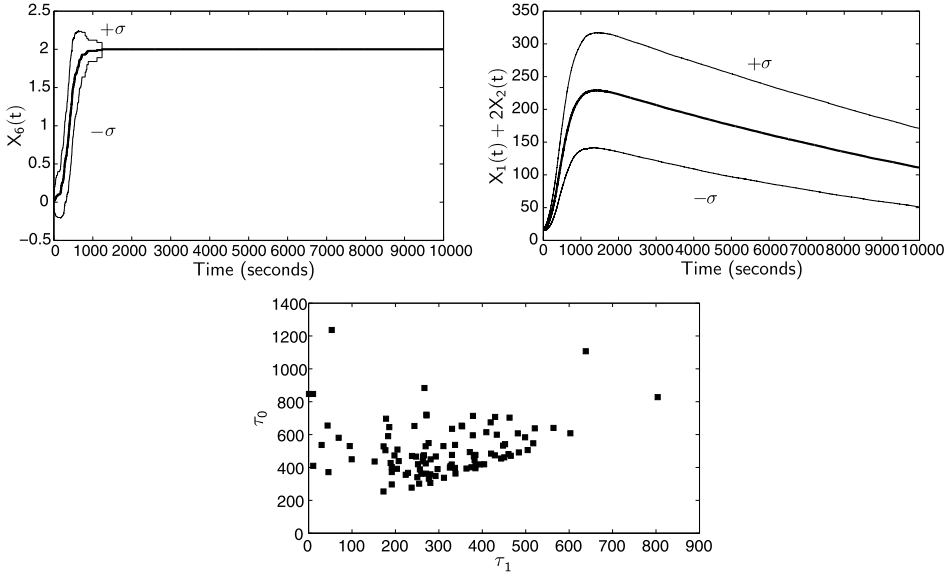 2.5
2
1.5
1
0.5
0
−0.5
X₆(t)
+σ
−σ
0 1000 2000 3000 4000 5000 6000 7000 8000 9000 10000
Time (seconds)
350
300
250
200
150
100
50
0
X₁(t) + 2X₂(t)
+σ
−σ
0 1000 2000 3000 4000 5000 6000 7000 8000 9000 10000
Time (seconds)
1400
1200
1000
800
600
400
200
0
τ₀
0 100 200 300 400 500 600 700 800 900
τ₁